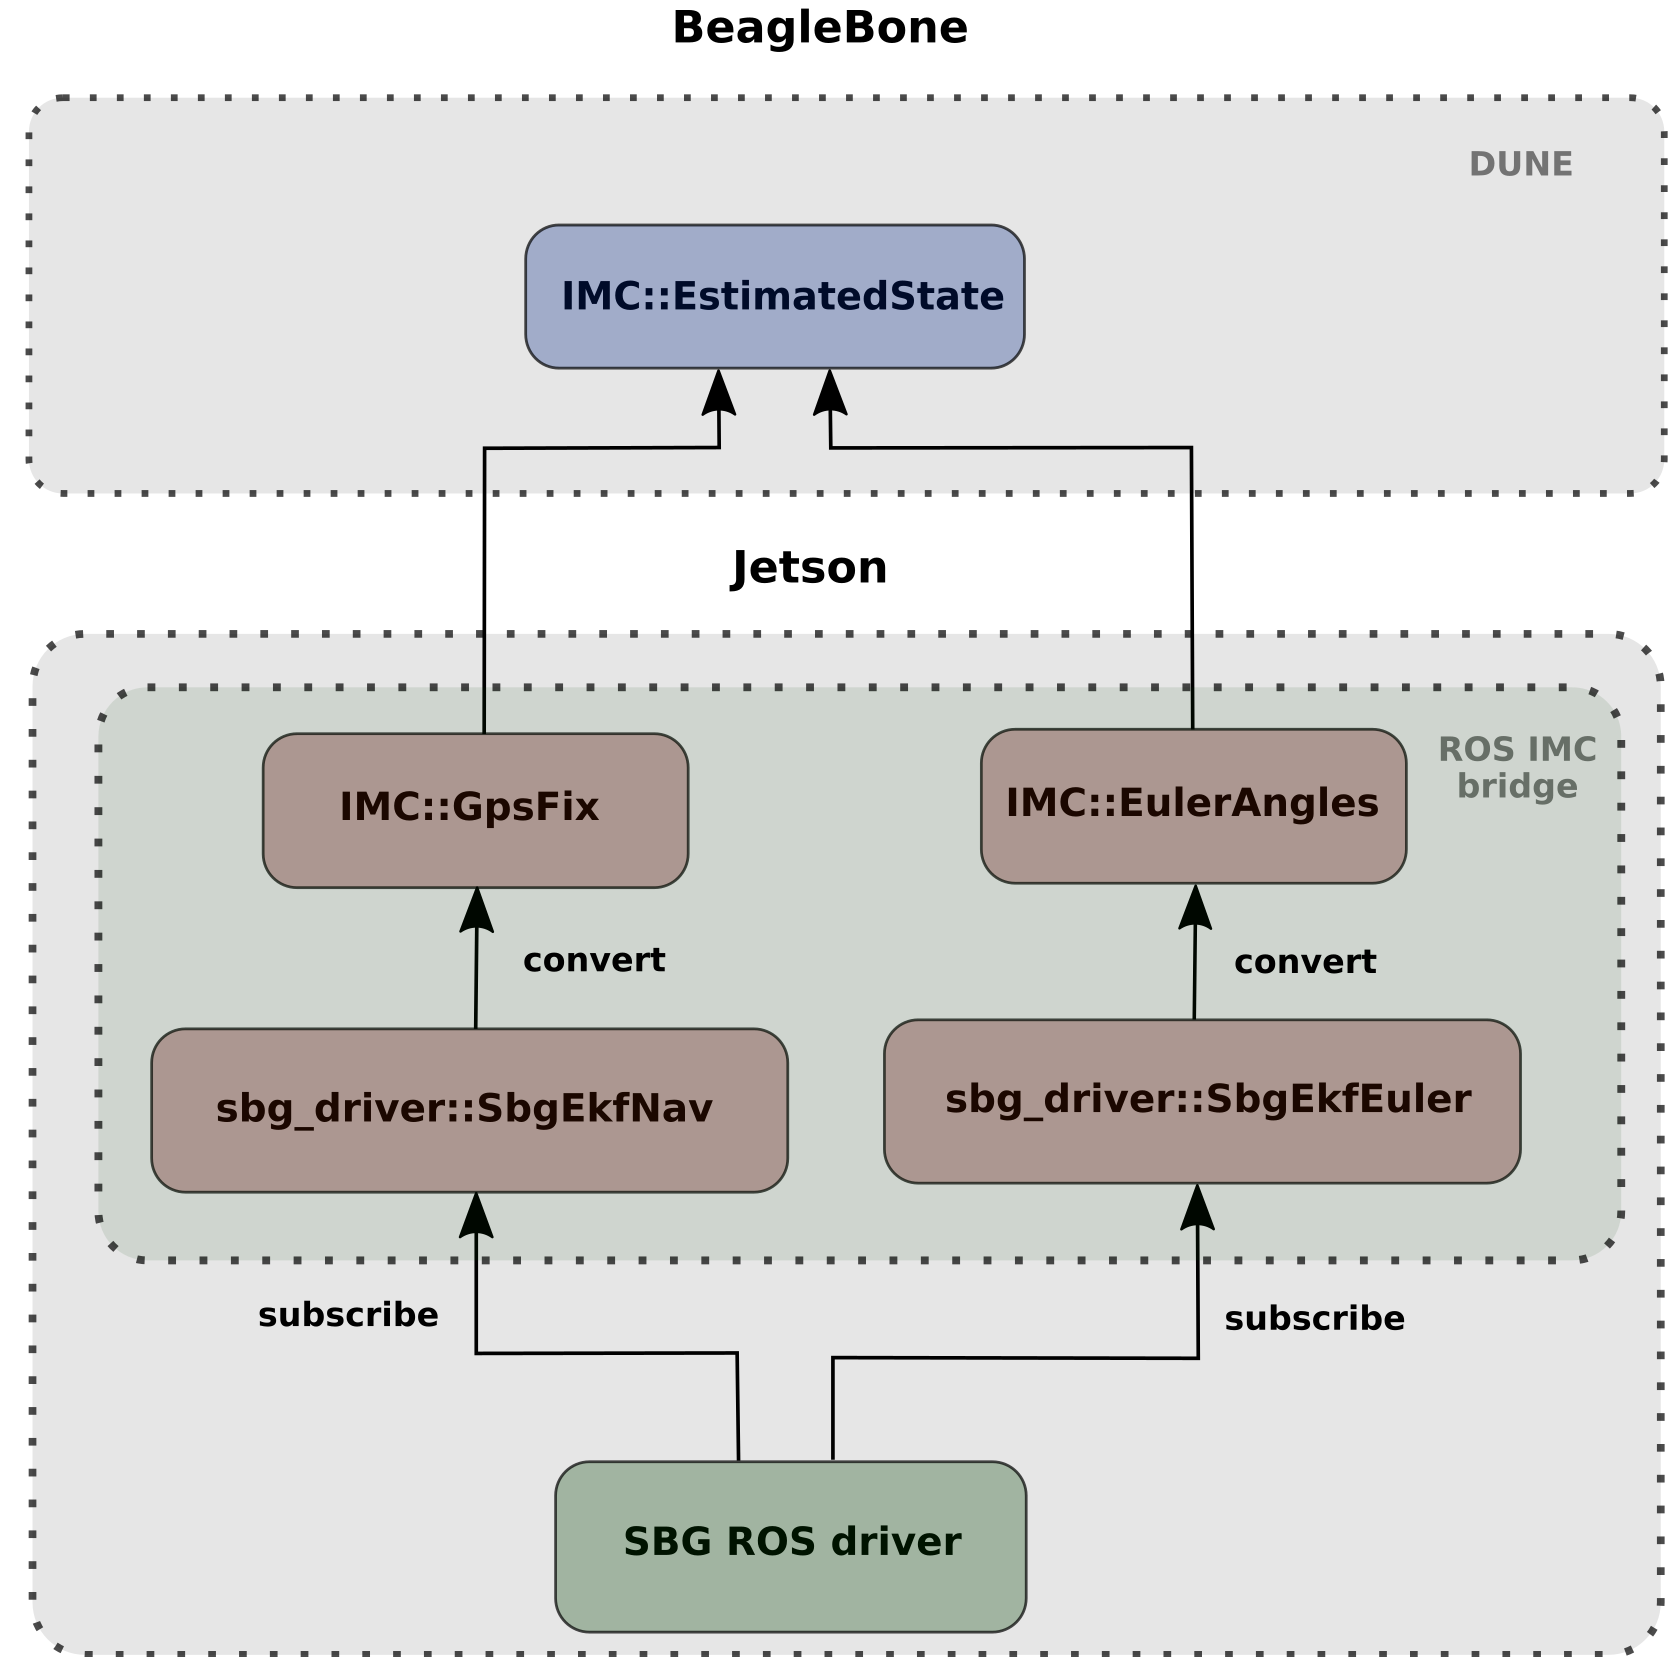 BeagleBone
DUNE
IMC::EstimatedState
Jetson
ROS IMC
bridge
IMC::GpsFix
IMC::EulerAngles
convert
convert
sbg_driver::SbgEkfNav
sbg_driver::SbgEkfEuler
subscribe
subscribe
SBG ROS driver